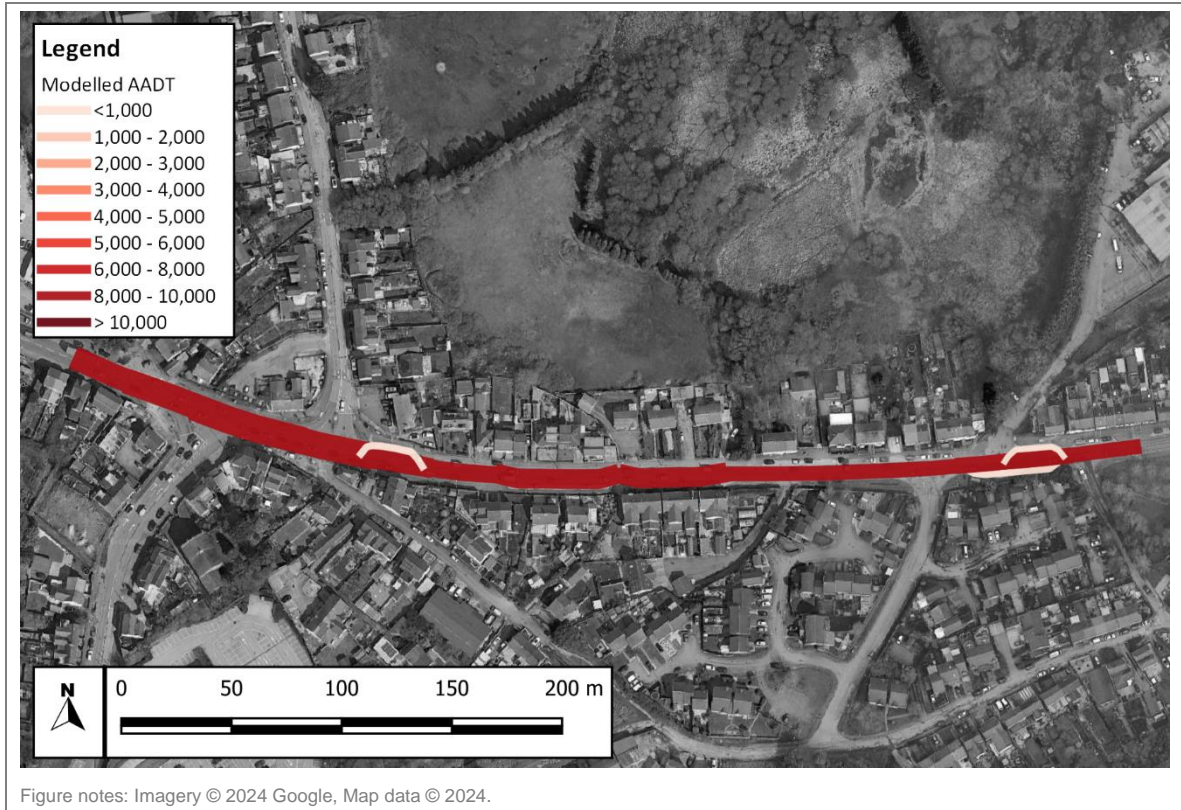 Legend
Modelled AADT
<1,000
1,000 - 2,000
2,000 - 3,000
3,000 - 4,000
4,000 - 5,000
5,000 - 6,000
6,000 - 8,000
8,000 - 10,000
> 10,000
N
0 50 100 150 200 m
Figure notes: Imagery © 2024 Google, Map data © 2024.